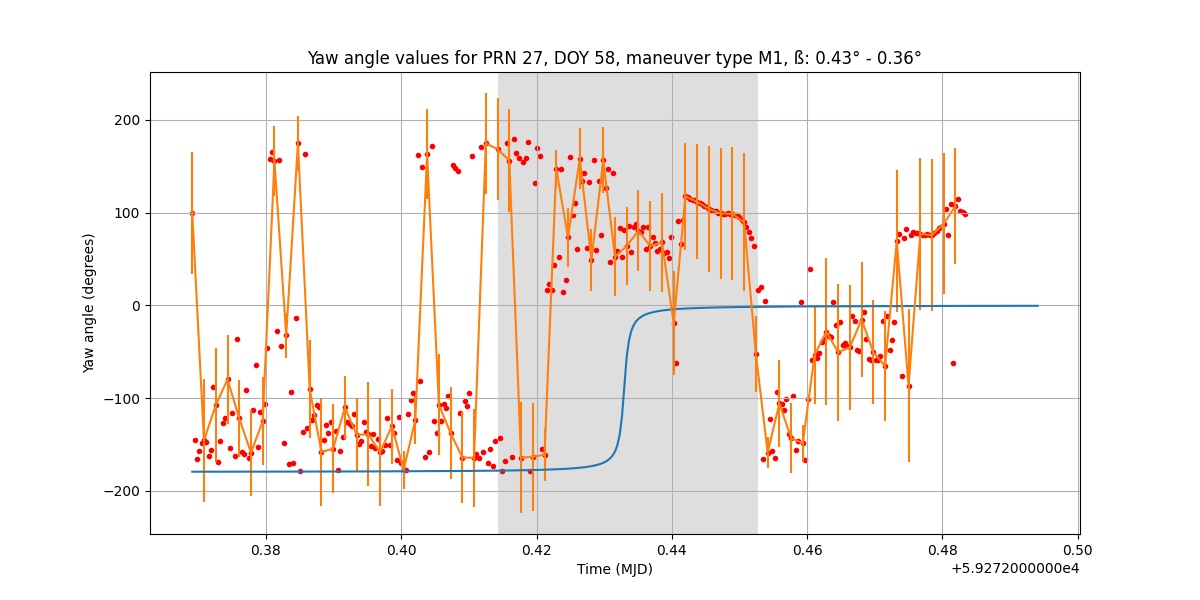 Yaw angle values for PRN 27, DOY 58, maneuver type M1, ß: 0.43° - 0.36°
Yaw angle (degrees)
200
100
0
−100
−200
0.38 0.40 0.42 0.44 0.46 0.48 0.50
Time (MJD)
+5.9272000000e4